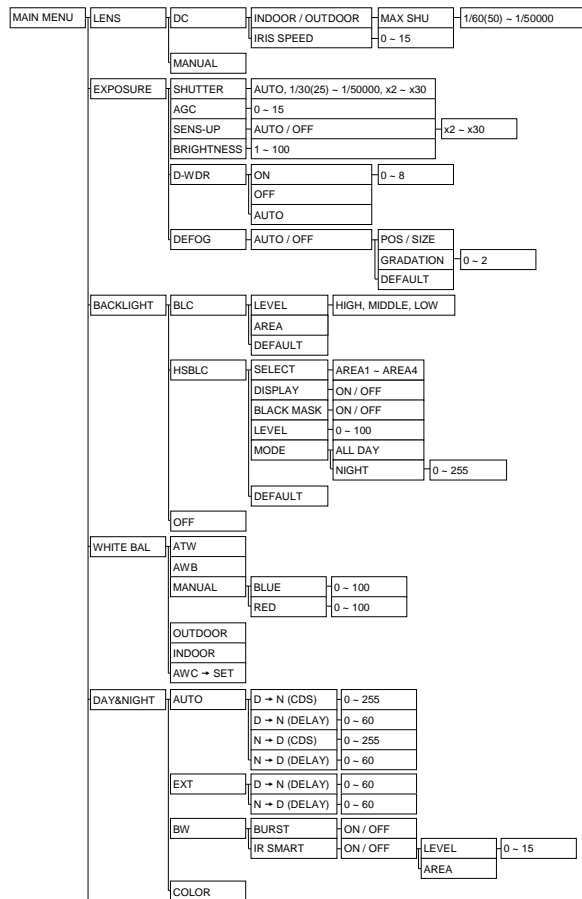 MAIN MENU LENS DC INDOOR / OUTDOOR MAX SHU 1/60(50) ~ 1/50000
IRIS SPEED 0 ~ 15
MANUAL
EXPOSURE SHUTTER AUTO, 1/30(25) ~ 1/50000, x2 ~ x30
AGC 0 ~ 15
SENS-UP AUTO / OFF x2 ~ x30
BRIGHTNESS 1 ~ 100
D-WDR ON 0 ~ 8
OFF
AUTO
DEFOG AUTO / OFF POS / SIZE
GRADATION 0 ~ 2
DEFAULT
BACKLIGHT BLC LEVEL HIGH, MIDDLE, LOW
AREA
DEFAULT
HSBLC SELECT AREA1 ~ AREA4
DISPLAY ON / OFF
BLACK MASK ON / OFF
LEVEL 0 ~ 100
MODE ALL DAY
NIGHT 0 ~ 255
DEFAULT
OFF
WHITE BAL ATW
AWB
MANUAL BLUE 0 ~ 100
RED 0 ~ 100
OUTDOOR
INDOOR
AWC → SET
DAY&NIGHT AUTO D → N (CDS) 0 ~ 255
D → N (DELAY) 0 ~ 60
N → D (CDS) 0 ~ 255
N → D (DELAY) 0 ~ 60
EXT D → N (DELAY) 0 ~ 60
N → D (DELAY) 0 ~ 60
BW BURST ON / OFF
IR SMART ON / OFF LEVEL 0 ~ 15
AREA
COLOR